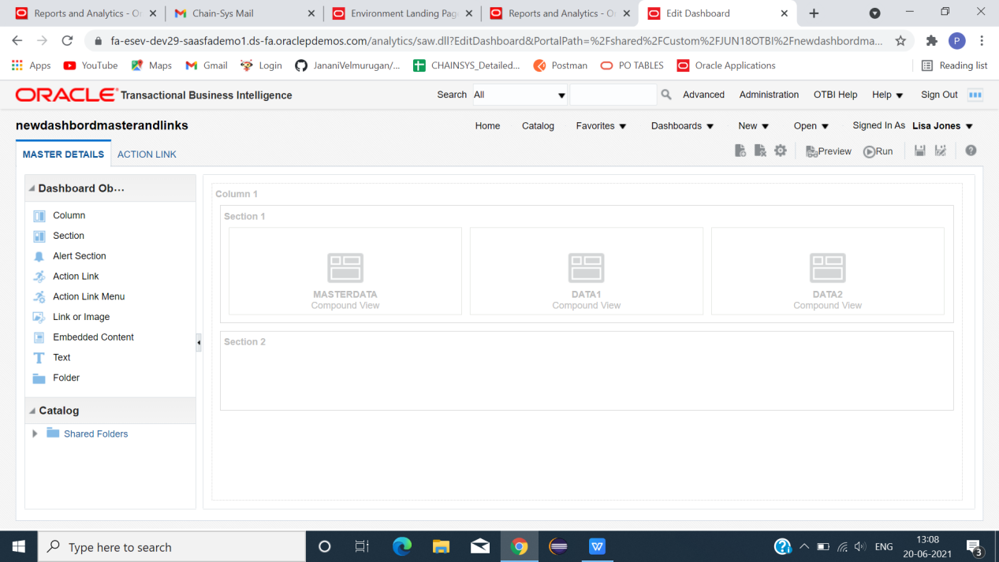 Reports and Analytics - O
Chain-Sys Mail
Environment Landing Page
Reports and Analytics - O
Edit Dashboard
fa-esev-dev29-saasfademo1.ds-fa.oraclepdemos.com/analytics/saw.dll?EditDashboard&PortalPath=%2Fshared%2FCustom%2FJUN18OTBI%2Fnewdashbordma...
P
Apps
YouTube
Maps
Gmail
Login
JananiVelmurugan/...
CHAINSYS_Detailed...
Postman
PO TABLES
Oracle Applications
Reading list
ORACLE Transactional Business Intelligence
Search All
Advanced
Administration
OTBI Help
Help
Sign Out
newdashbordmasterandlinks
Home
Catalog
Favorites
Dashboards
New
Open
Signed In As Lisa Jones
MASTER DETAILS
ACTION LINK
Preview
Run
Dashboard Ob...
Column
Section
Alert Section
Action Link
Action Link Menu
Link or Image
Embedded Content
Text
Folder
Catalog
Shared Folders
Column 1
Section 1
MASTERDATA
Compound View
DATA1
Compound View
DATA2
Compound View
Section 2
Type here to search
W
ENG
13:08
20-06-2021
3